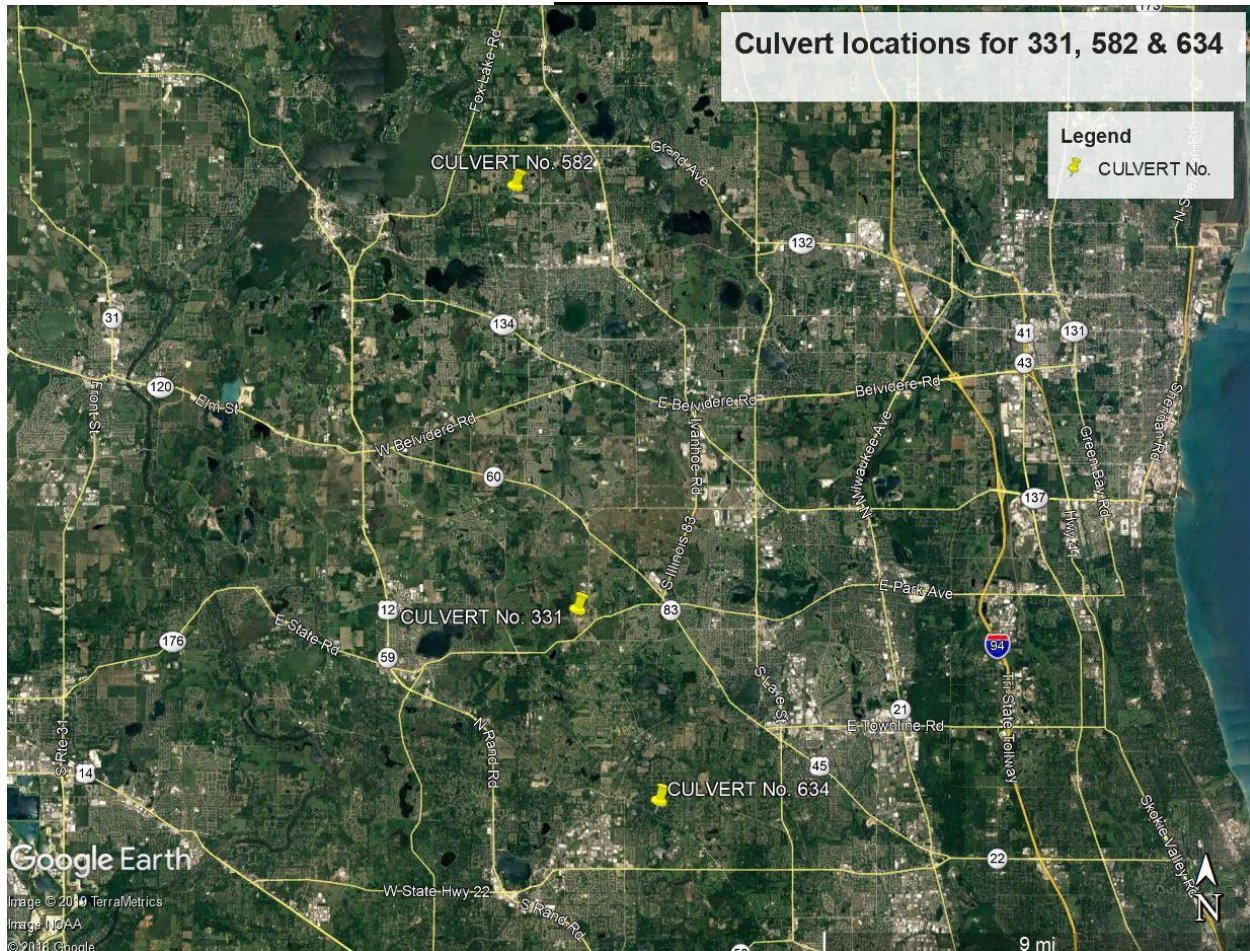 173
Culvert locations for 331, 582 & 634
Legend
CULVERT No.
Fox Lake Rd
CULVERT No. 582
Grand Ave
132
31
134
41
131
43
120
Elm St
Front St
W Belvidere Rd
E Belvidere Rd
Belvidere Rd
Sheridan Rd
Ivanhoe Rd
N Milwaukee Ave
Green Bay Rd
60
137
Hwy 41
S Illinois 83
E Park Ave
12
CULVERT No. 331
83
176
E State Rd
59
94
S Lake St
Tri State Tollway
21
E Townline Rd
N Rand Rd
S Rte 31
14
45
CULVERT No. 634
Skokie Valley Rd
Google Earth
22
W State Hwy 22
S Rand Rd
Image © 2019 TerraMetrics
Image NOAA
© 2018 Google
N
9 mi